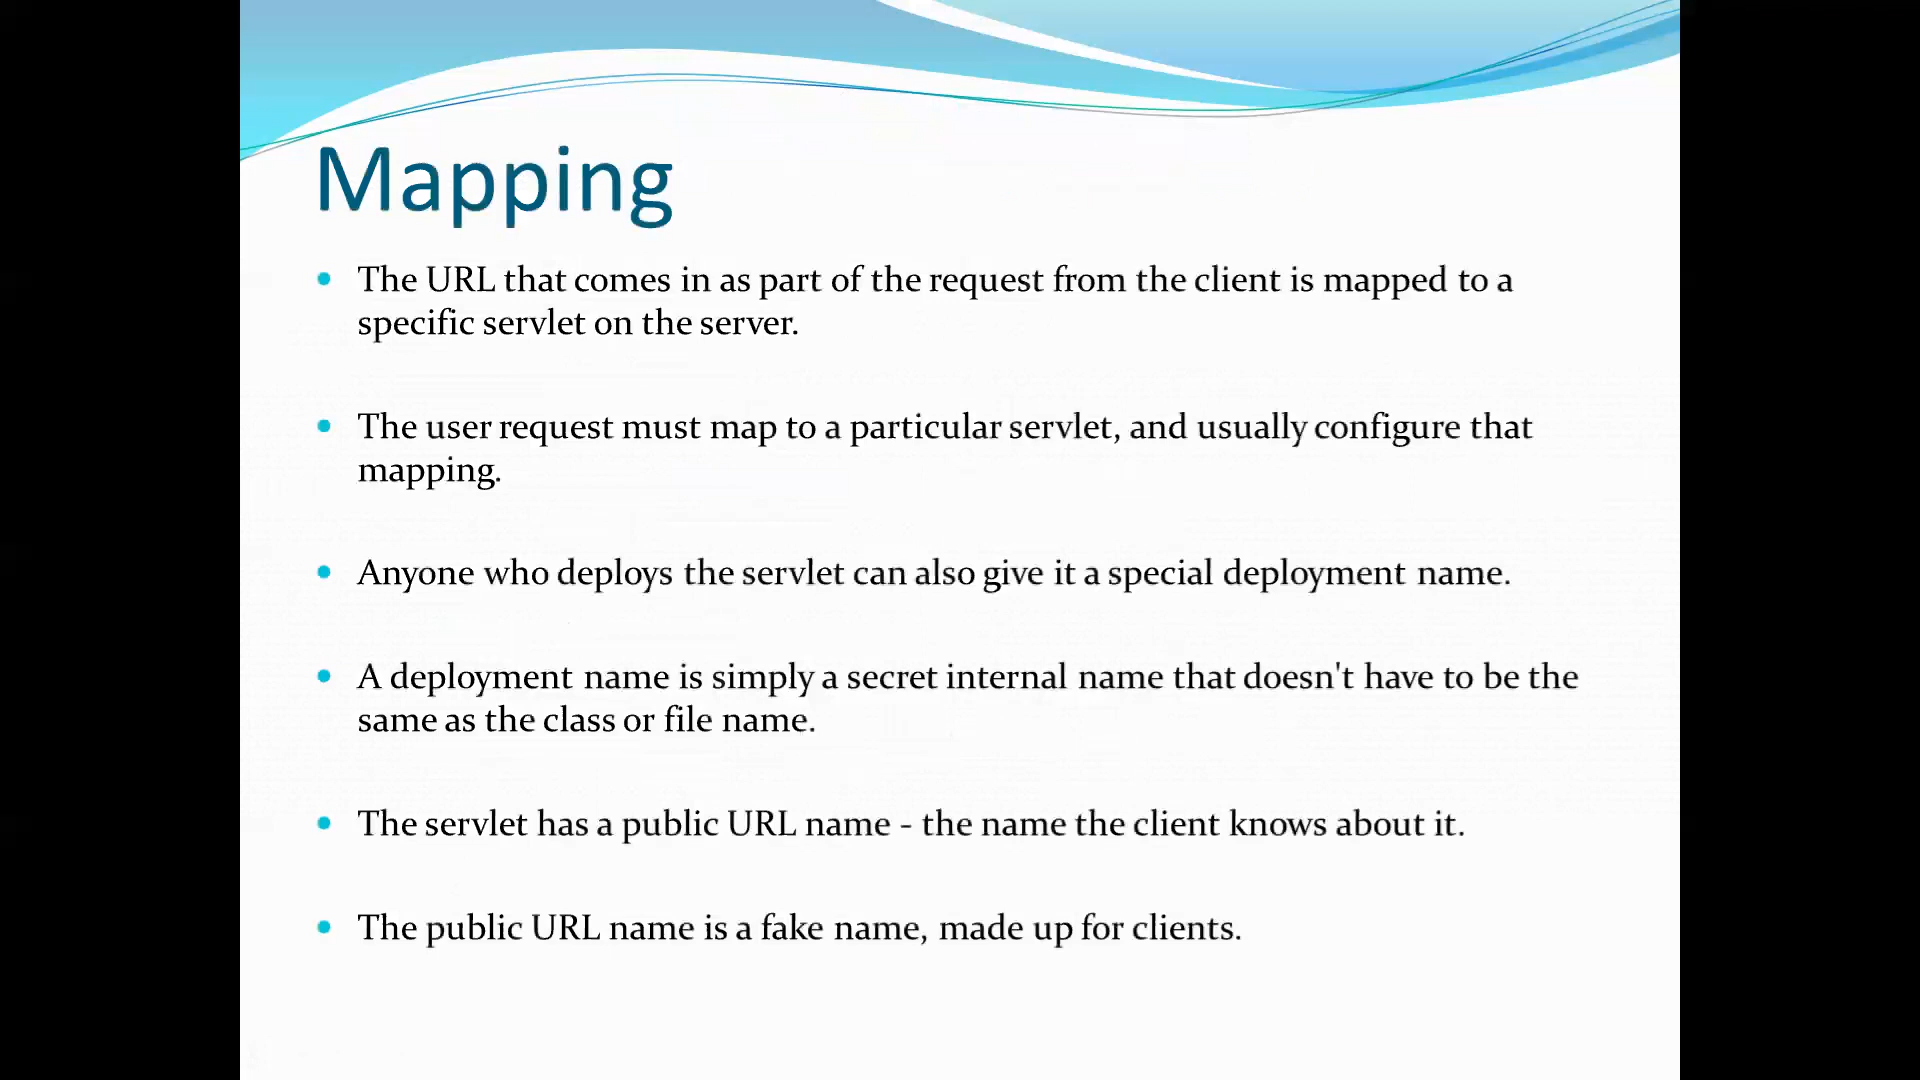 Mapping
The URL that comes in as part of the request from the client is mapped to a
specific servlet on the server.
The user request must map to a particular servlet, and usually configure that
mapping.
Anyone who deploys the servlet can also give it a special deployment name.
A deployment name is simply a secret internal name that doesn't have to be the
same as the class or file name.
The servlet has a public URL name - the name the client knows about it.
The public URL name is a fake name, made up for clients.